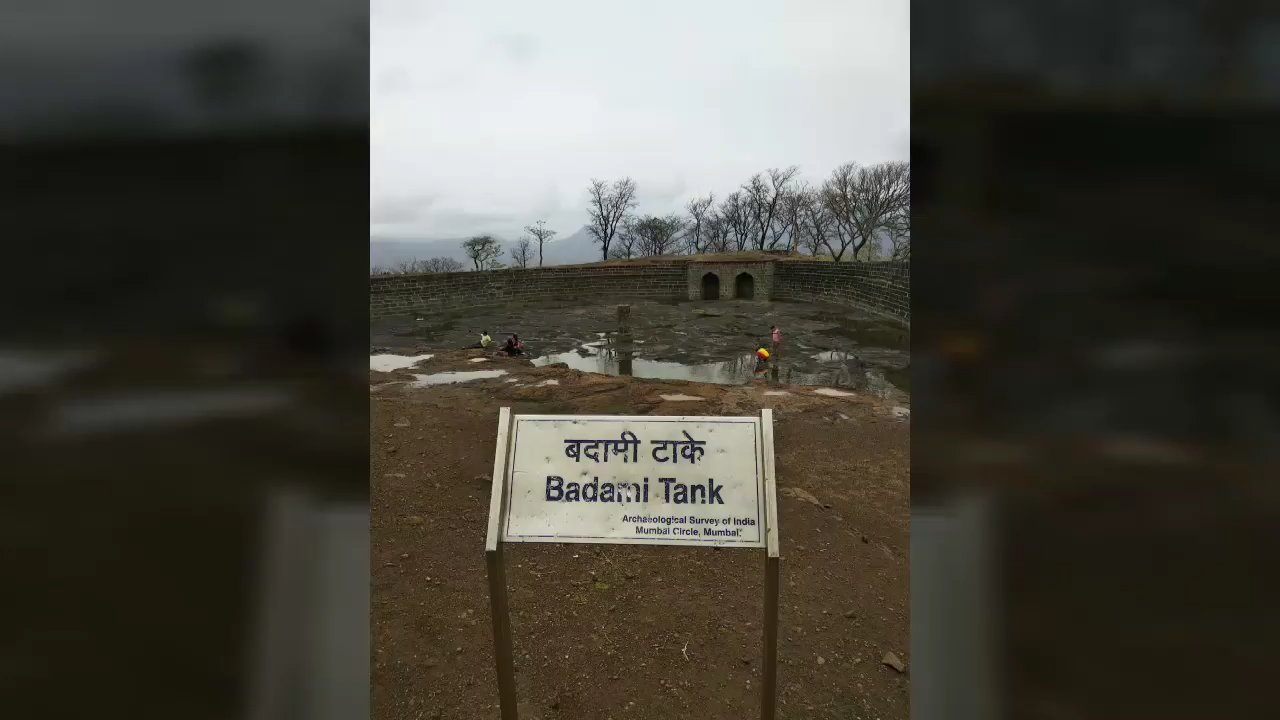 बदामी टाके
Badami Tank
Archaeological Survey of India
Mumbai Circle, Mumbai.